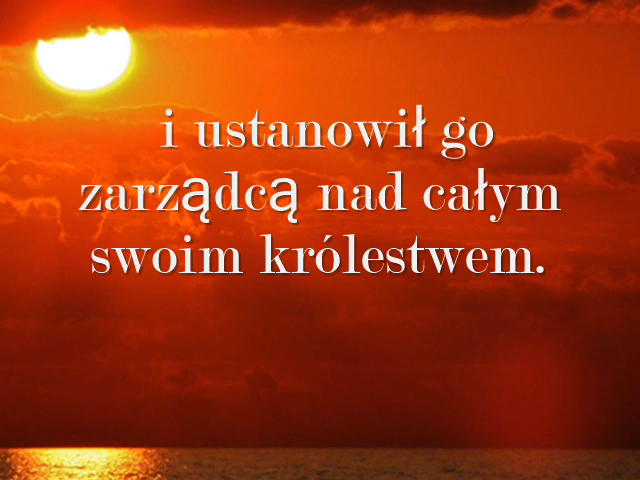 i ustanowił go
zarządcą nad całym
swoim królestwem.